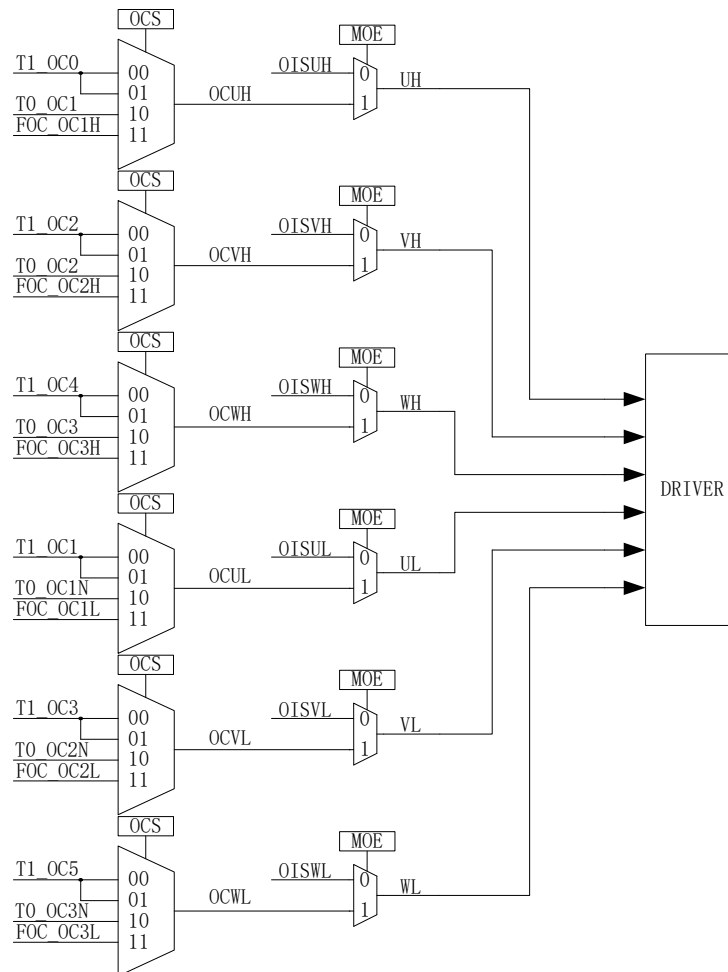 OCS
MOE
T1_OC0
00
OISUH
0
UH
01
OCUH
1
T0_OC1
10
FOC_OC1H
11
OCS
MOE
T1_OC2
00
OISVH
0
VH
01
OCVH
1
T0_OC2
10
FOC_OC2H
11
OCS
MOE
T1_OC4
00
OISWH
0
WH
01
OCWH
1
T0_OC3
10
FOC_OC3H
11
DRIVER
OCS
MOE
T1_OC1
00
OISUL
0
UL
01
OCUL
1
T0_OC1N
10
FOC_OC1L
11
OCS
MOE
T1_OC3
00
OISVL
0
VL
01
OCVL
1
T0_OC2N
10
FOC_OC2L
11
OCS
MOE
T1_OC5
00
OISWL
0
WL
01
OCWL
1
T0_OC3N
10
FOC_OC3L
11